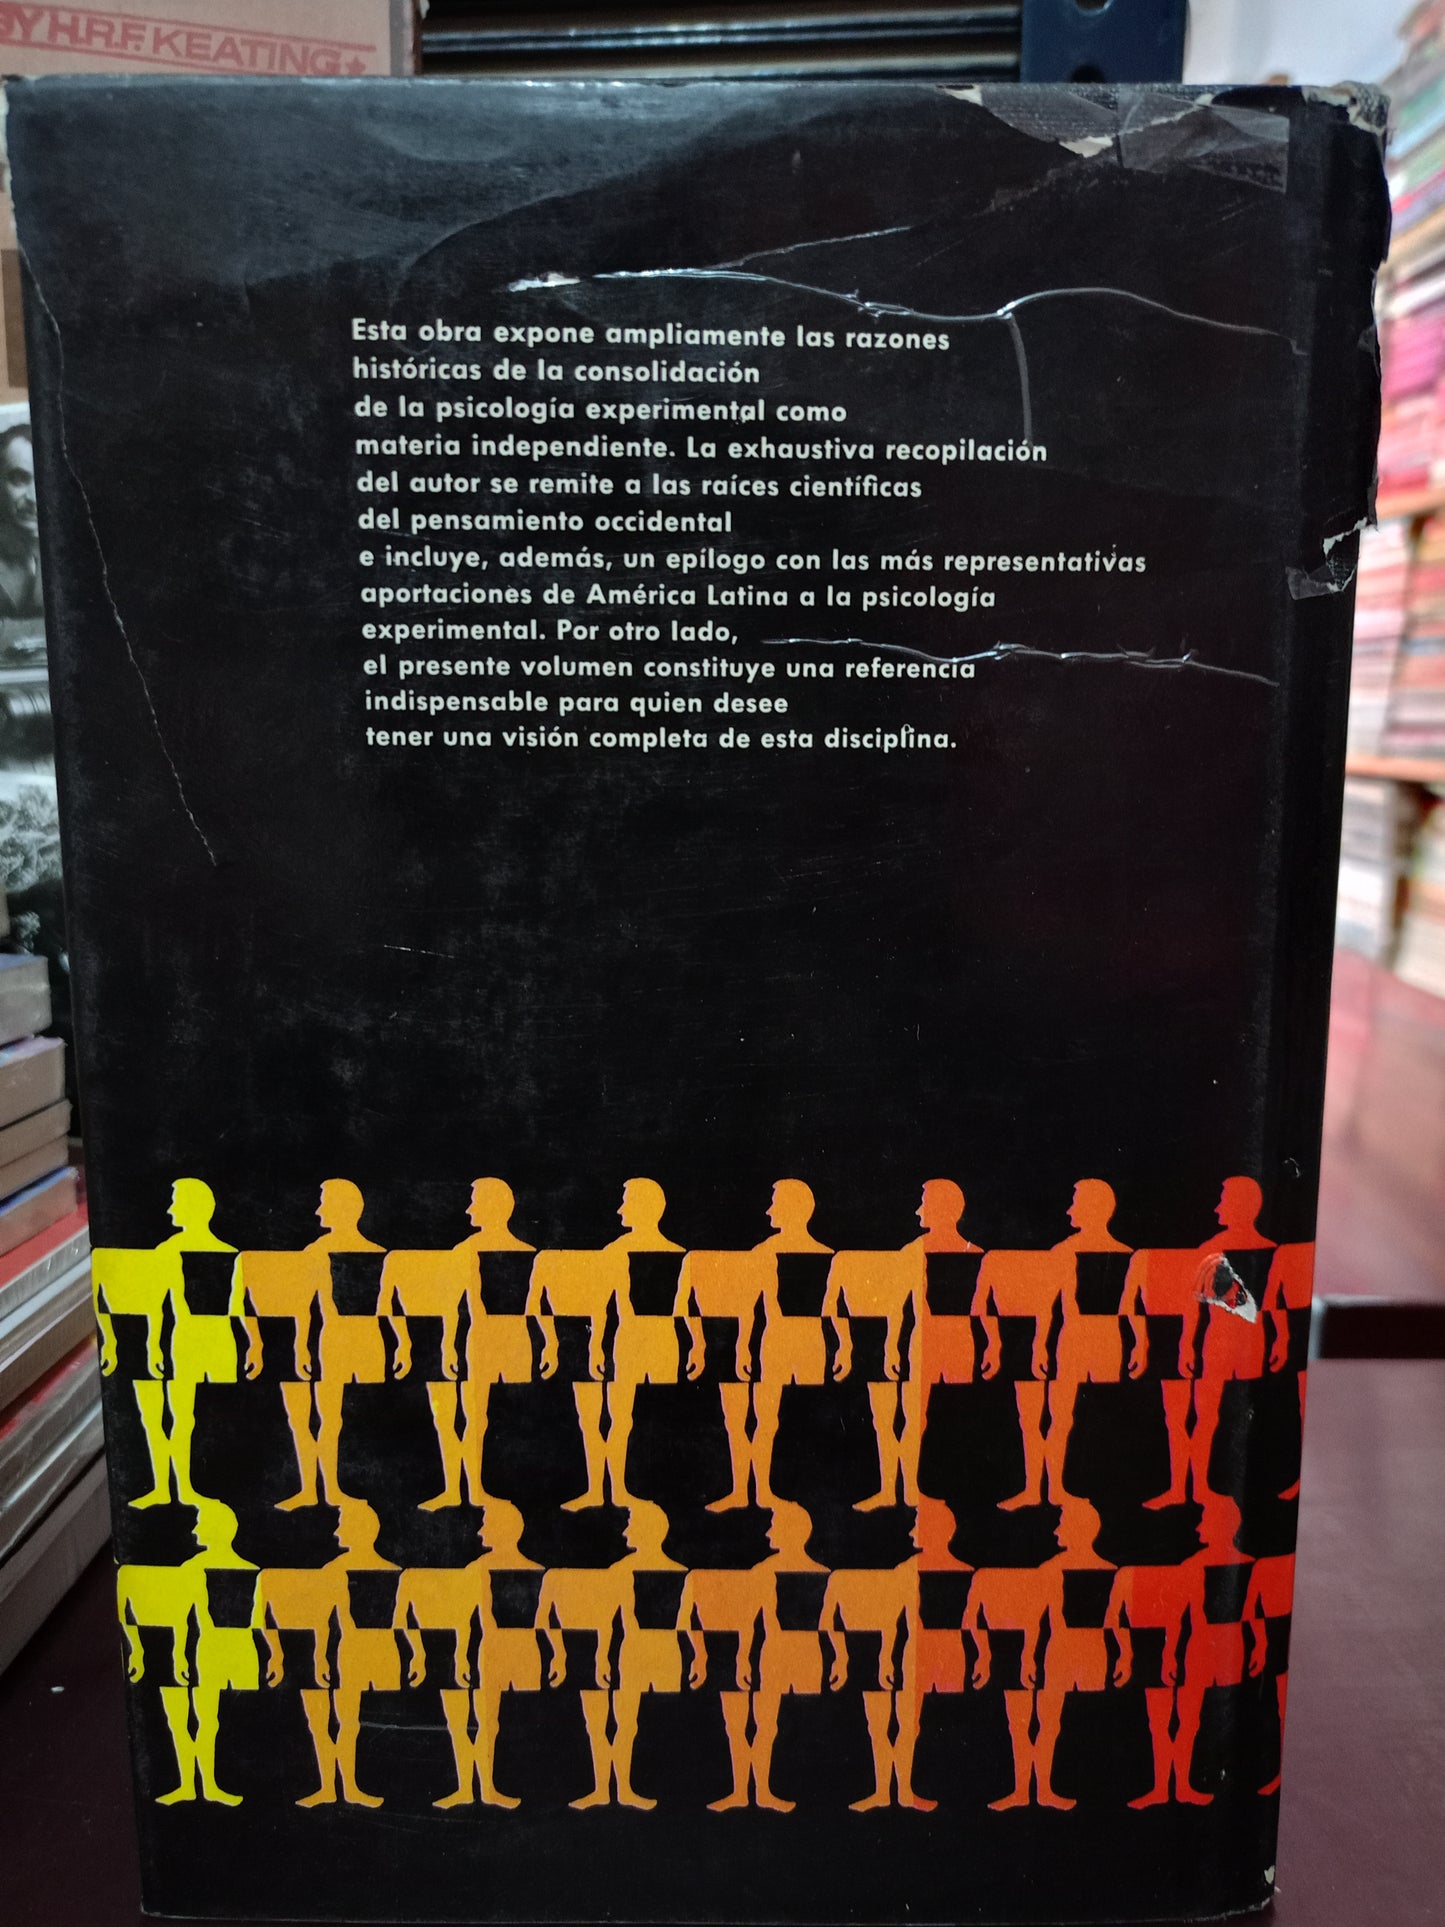 BY H.R.F. KEATING
Esta obra expone ampliamente las razones
históricas de la consolidación
de la psicología experimental como
materia independiente. La exhaustiva recopilación
del autor se remite a las raíces científicas
del pensamiento occidental
e incluye, además, un epílogo con las más representativas
aportaciones de América Latina a la psicología
experimental. Por otro lado,
el presente volumen constituye una referencia
indispensable para quien desee
tener una visión completa de esta disciplina.